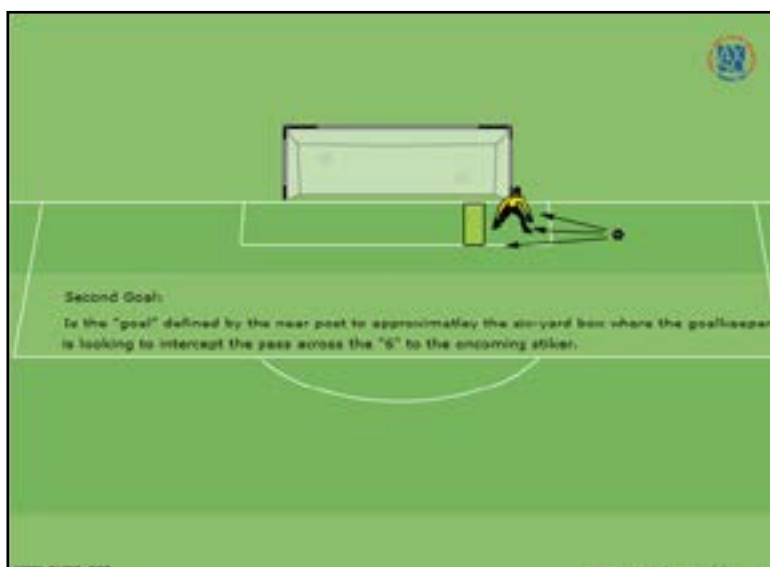 Second Goal:
Is the "goal" defined by the near post to approximatley the six-yard box where the goalkeeper
is looking to intercept the pass across the "6" to the oncoming stiker.